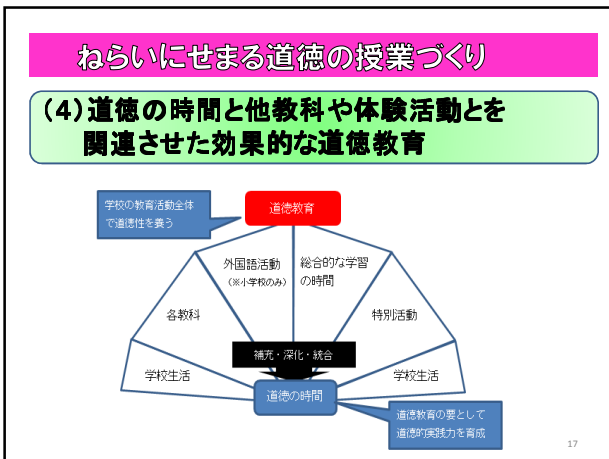 ねらいにせまる道徳の授業づくり
（4）道徳の時間と他教科や体験活動とを
関連させた効果的な道徳教育
学校の教育活動全体
で道徳性を養う
道徳教育
外国語活動
（※小学校のみ）
総合的な学習
の時間
各教科
特別活動
補充・深化・統合
学校生活
学校生活
道徳の時間
道徳教育の要として
道徳的実践力を育成
17